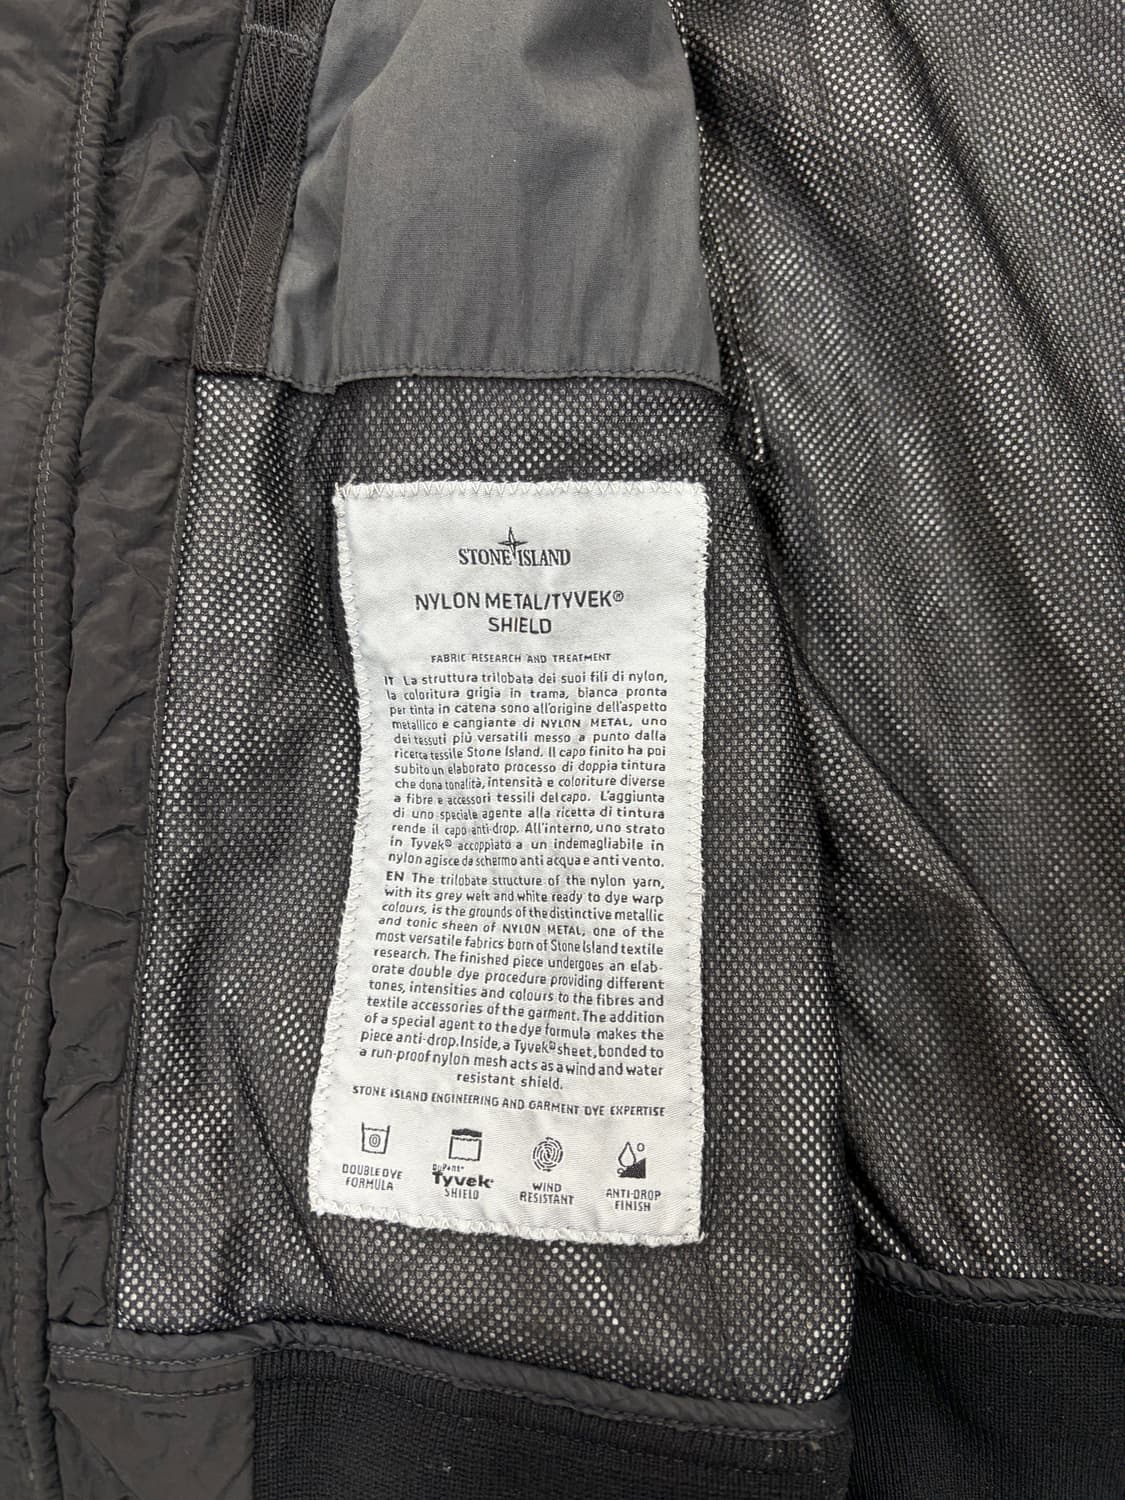 STONE ISLAND
NYLON METAL/TYVEK®
SHIELD
FABRIC RESEARCH AND TREATMENT
IT La struttura trilobata dei suoi fili di nylon,
la coloritura grigia in trama, bianca pronta
per tinta in catena sono all'origine dell'aspetto
metallico e cangiante di NYLON METAL, uno
dei tessuti più versatili messo a punto dalla
ricerca tessile Stone Island. Il capo finito ha poi
subito un elaborato processo di doppia tintura
che dona tonalità, intensità e coloriture diverse
a fibre e accessori tessili del capo. L'aggiunta
di uno speciale agente alla ricetta di tintura
rende il capo anti-drop. All'interno, uno strato
in Tyvek® accoppiato a un indemagliabile in
nylon agisce da schermo anti acqua e anti vento.
EN The trilobate structure of the nylon yarn,
with its grey weft and white ready to dye warp
colours, is the grounds of the distinctive metallic
and tonic sheen of NYLON METAL, one of the
most versatile fabrics born of Stone Island textile
research. The finished piece undergoes an elab-
orate double dye procedure providing different
tones, intensities and colours to the fibres and
textile accessories of the garment. The addition
of a special agent to the dye formula makes the
piece anti-drop. Inside, a Tyvek® sheet, bonded to
a run-proof nylon mesh acts as a wind and water
resistant shield.
STONE ISLAND ENGINEERING AND GARMENT DYE EXPERTISE
DOUBLE DYE
FORMULA
DuPont™
Tyvek®
SHIELD
WIND
RESISTANT
ANTI-DROP
FINISH